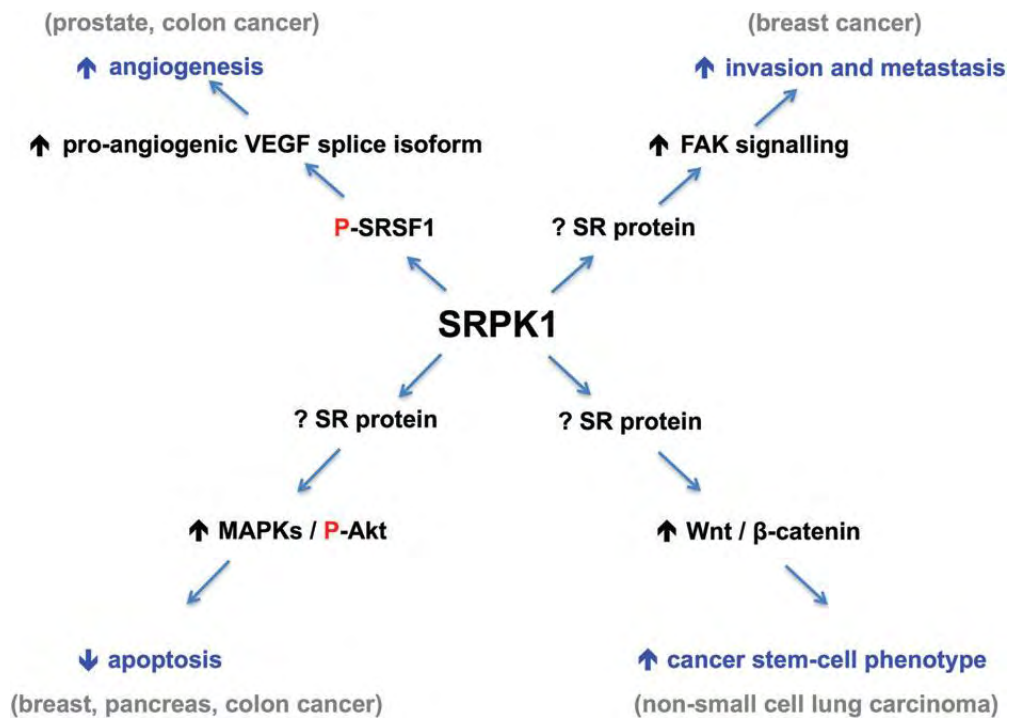 (prostate, colon cancer)
↑ angiogenesis
↑ pro-angiogenic VEGF splice isoform
P-SRSF1
(breast cancer)
↑ invasion and metastasis
↑ FAK signalling
? SR protein
SRPK1
? SR protein
↑ MAPKs / P-Akt
↓ apoptosis
(breast, pancreas, colon cancer)
? SR protein
↑ Wnt / β-catenin
↑ cancer stem-cell phenotype
(non-small cell lung carcinoma)